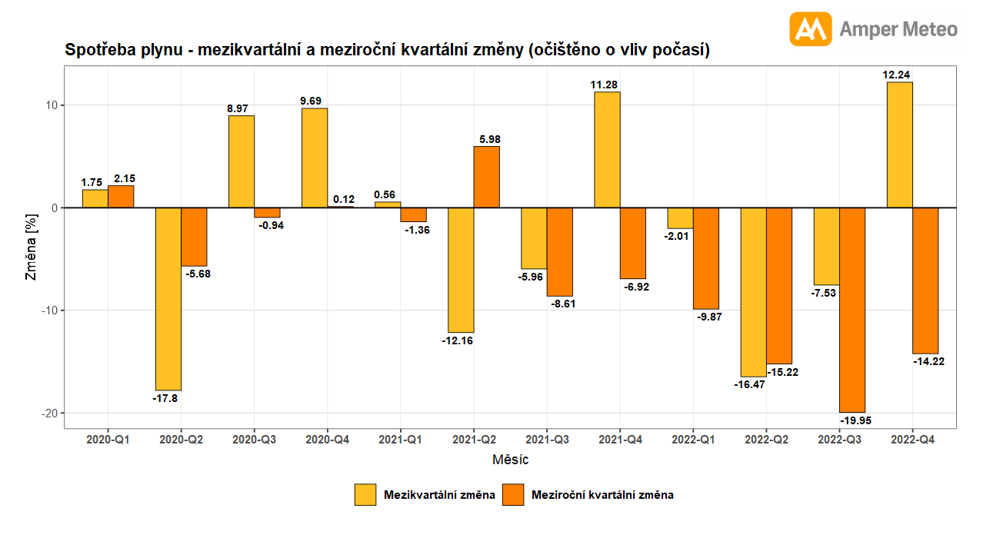 Amper Meteo
Spotřeba plynu - mezikvartální a meziroční kvartální změny (očištěno o vliv počasí)
Změna [%]
10
0
-10
-20
1.75 2.15
-17.8 -5.68
8.97 -0.94
9.69 0.12
0.56 -1.36
-12.16 5.98
-5.96 -8.61
11.28 -6.92
-2.01 -9.87
-16.47 -15.22
-7.53 -19.95
12.24 -14.22
2020-Q1 2020-Q2 2020-Q3 2020-Q4 2021-Q1 2021-Q2 2021-Q3 2021-Q4 2022-Q1 2022-Q2 2022-Q3 2022-Q4
Měsíc
Mezikvartální změna Meziroční kvartální změna